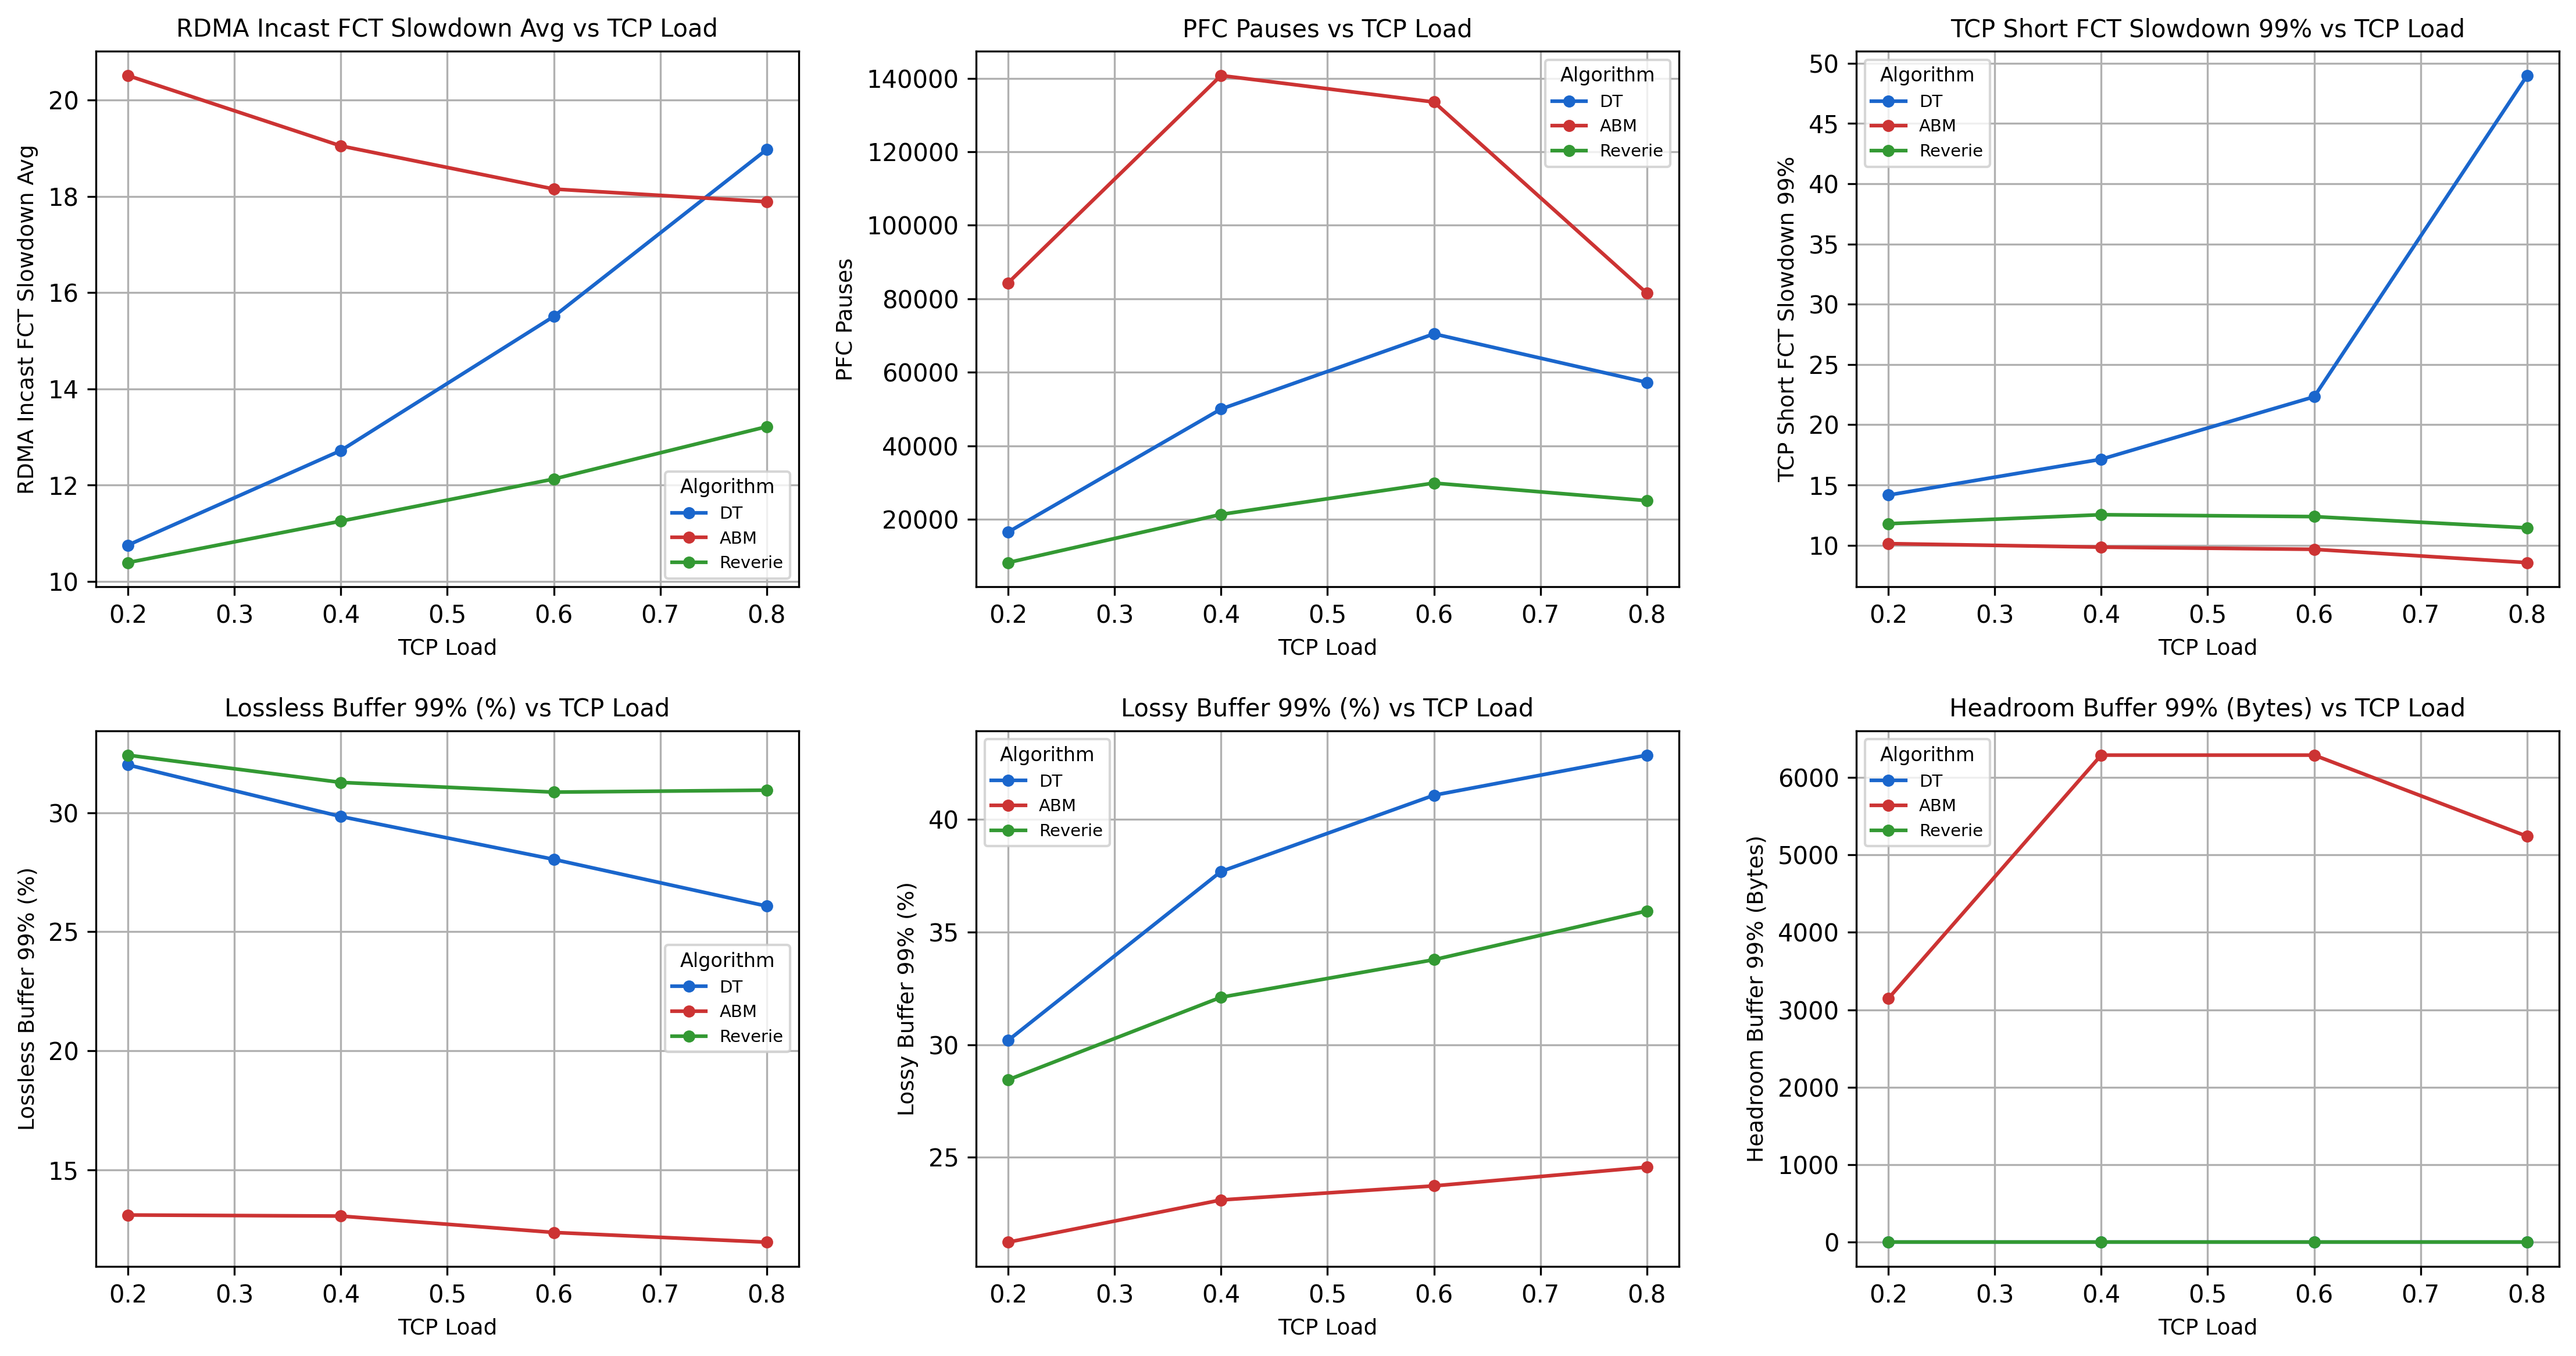 RDMA Incast FCT Slowdown Avg vs TCP Load
RDMA Incast FCT Slowdown Avg
20
18
16
14
12
10
Algorithm
DT
ABM
Reverie
0.2 0.3 0.4 0.5 0.6 0.7 0.8
TCP Load
PFC Pauses vs TCP Load
PFC Pauses
140000
120000
100000
80000
60000
40000
20000
Algorithm
DT
ABM
Reverie
0.2 0.3 0.4 0.5 0.6 0.7 0.8
TCP Load
TCP Short FCT Slowdown 99% vs TCP Load
TCP Short FCT Slowdown 99%
50
45
40
35
30
25
20
15
10
Algorithm
DT
ABM
Reverie
0.2 0.3 0.4 0.5 0.6 0.7 0.8
TCP Load
Lossless Buffer 99% (%) vs TCP Load
Lossless Buffer 99% (%)
30
25
20
15
Algorithm
DT
ABM
Reverie
0.2 0.3 0.4 0.5 0.6 0.7 0.8
TCP Load
Lossy Buffer 99% (%) vs TCP Load
Lossy Buffer 99% (%)
40
35
30
25
Algorithm
DT
ABM
Reverie
0.2 0.3 0.4 0.5 0.6 0.7 0.8
TCP Load
Headroom Buffer 99% (Bytes) vs TCP Load
Headroom Buffer 99% (Bytes)
6000
5000
4000
3000
2000
1000
0
Algorithm
DT
ABM
Reverie
0.2 0.3 0.4 0.5 0.6 0.7 0.8
TCP Load